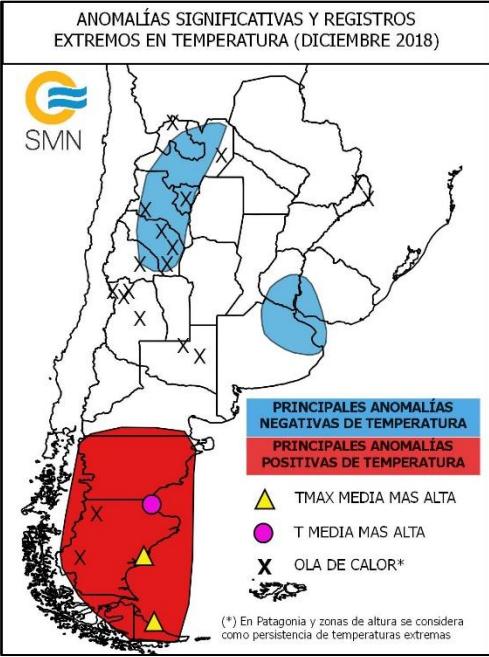 ANOMALÍAS SIGNIFICATIVAS Y REGISTROS
EXTREMOS EN TEMPERATURA (DICIEMBRE 2018)
SMN
PRINCIPALES ANOMALÍAS
NEGATIVAS DE TEMPERATURA
PRINCIPALES ANOMALÍAS
POSITIVAS DE TEMPERATURA
TMAX MEDIA MAS ALTA
T MEDIA MAS ALTA
X OLA DE CALOR*
(*) En Patagonia y zonas de altura se considera
como persistencia de temperaturas extremas